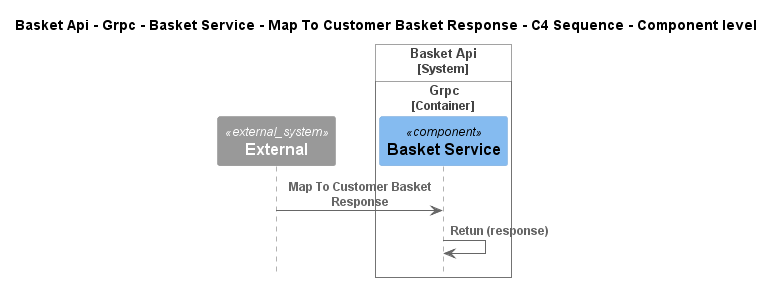 Basket Api - Grpc - Basket Service - Map To Customer Basket Response - C4 Sequence - Component level
Basket Api
[System]
Grpc
[Container]
«external_system»
External
«component»
Basket Service
Map To Customer Basket
Response
Retun (response)